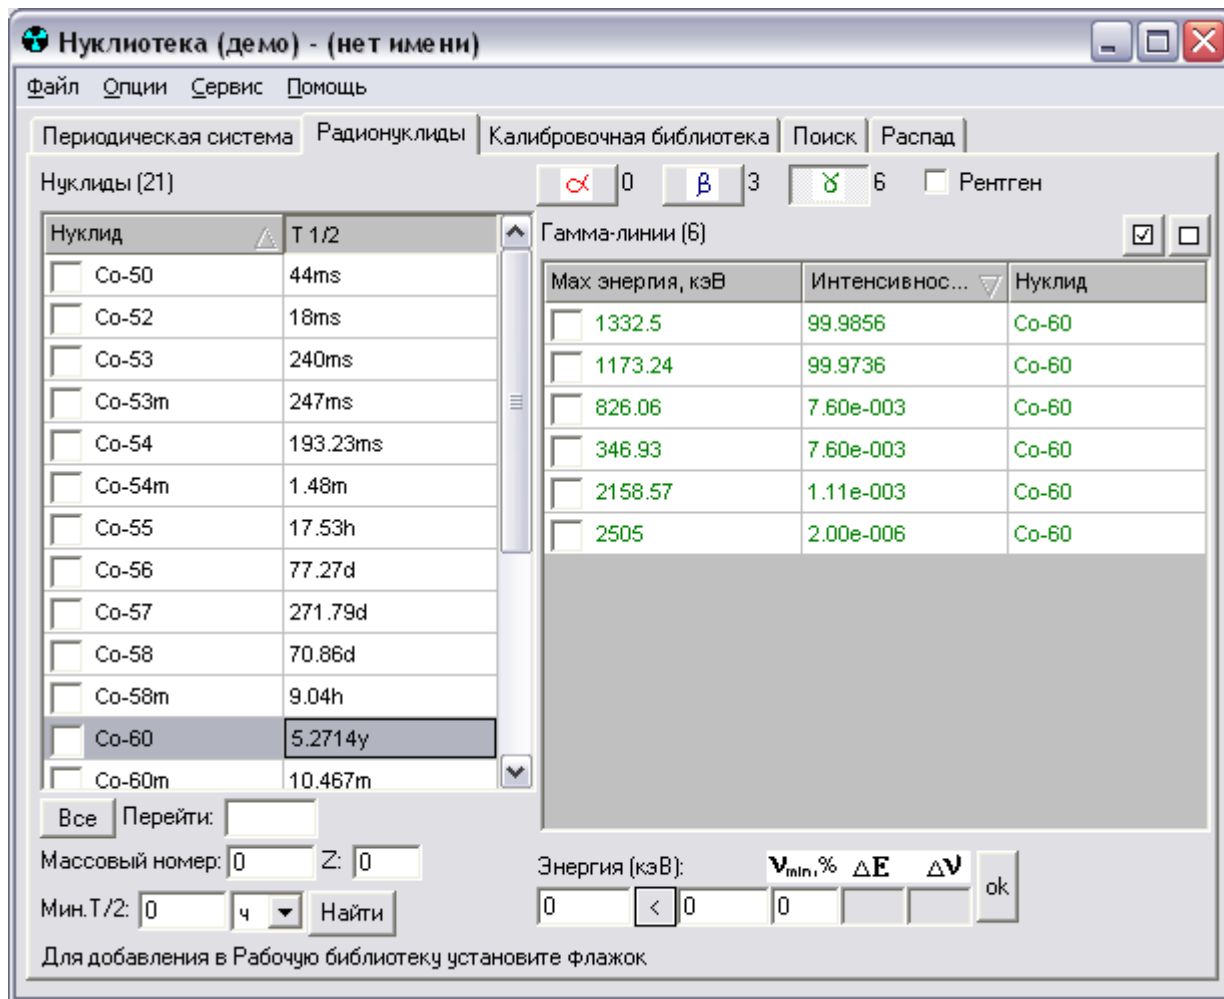 Нуклиотека (демо) - (нет имени)
Файл Опции Сервис Помощь
Периодическая система Радионуклиды Калибровочная библиотека Поиск Распад
Нуклиды (21)
α 0 β 3 γ 6 Рентген
Нуклид T 1/2
Co-50 44ms
Co-52 18ms
Co-53 240ms
Co-53m 247ms
Co-54 193.23ms
Co-54m 1.48m
Co-55 17.53h
Co-56 77.27d
Co-57 271.79d
Co-58 70.86d
Co-58m 9.04h
Co-60 5.2714y
Co-60m 10.467m
Гамма-линии (6)
Мах энергия, кэВ Интенсивнос... Нуклид
1332.5 99.9856 Co-60
1173.24 99.9736 Co-60
826.06 7.60e-003 Co-60
346.93 7.60e-003 Co-60
2158.57 1.11e-003 Co-60
2505 2.00e-006 Co-60
Все Перейти:
Массовый номер: 0 Z: 0
Мин.Т/2: 0 ч Найти
Энергия (кэВ): νmin,% ΔE Δν
0 < 0 0 ok
Для добавления в Рабочую библиотеку установите флажок